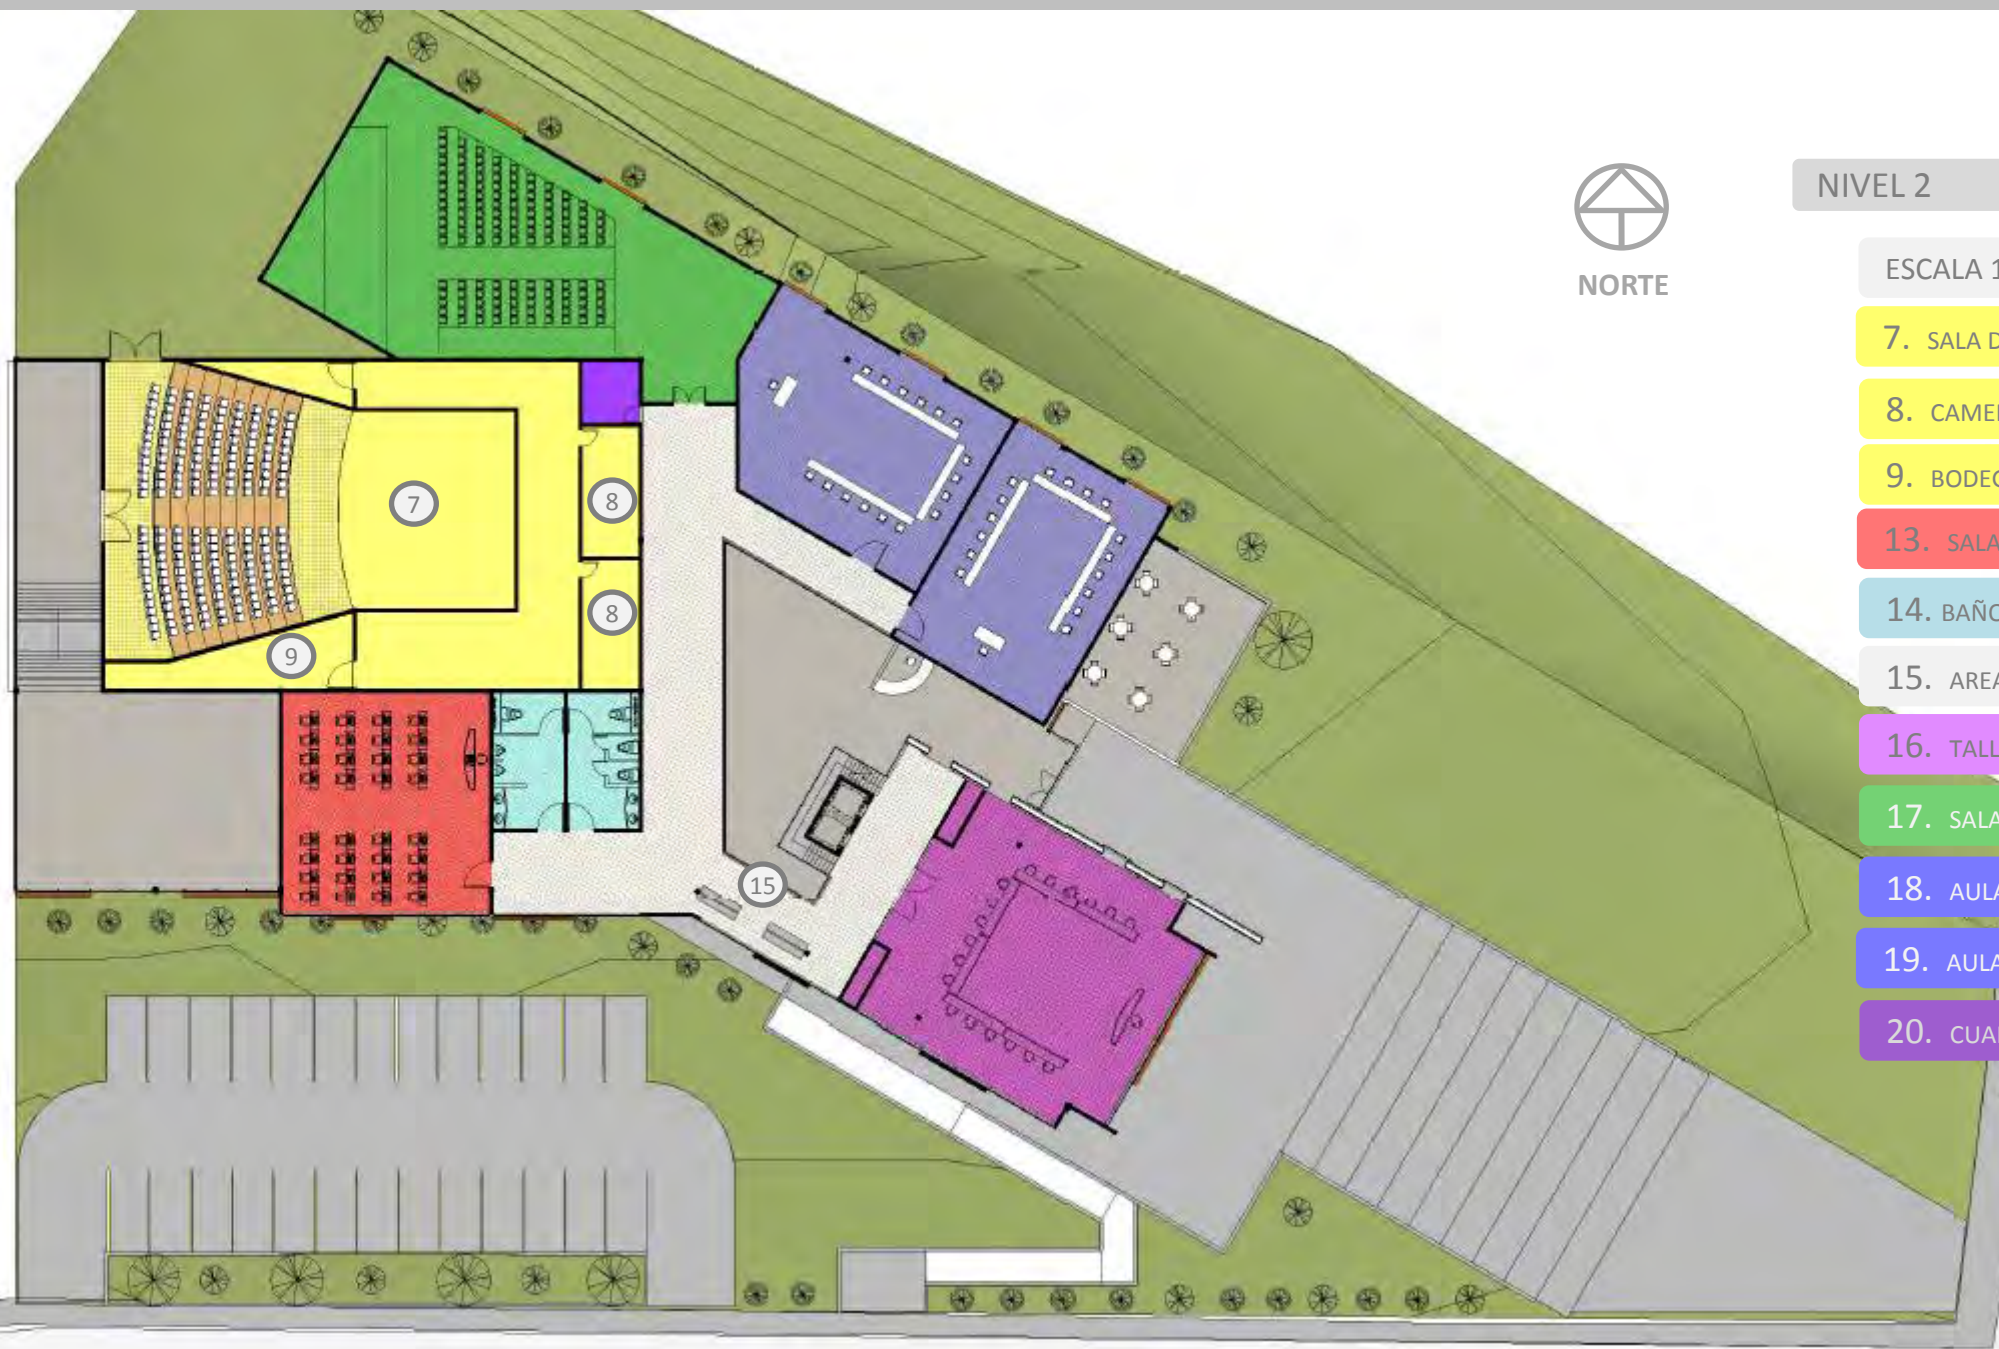 NORTE
NIVEL 2
ESCALA 1
7. SALA D
8. CAME
9. BODE
13. SALA
14. BAÑO
15. AREA
16. TALL
17. SALA
18. AULA
19. AULA
20. CUA
7
8
8
9
15